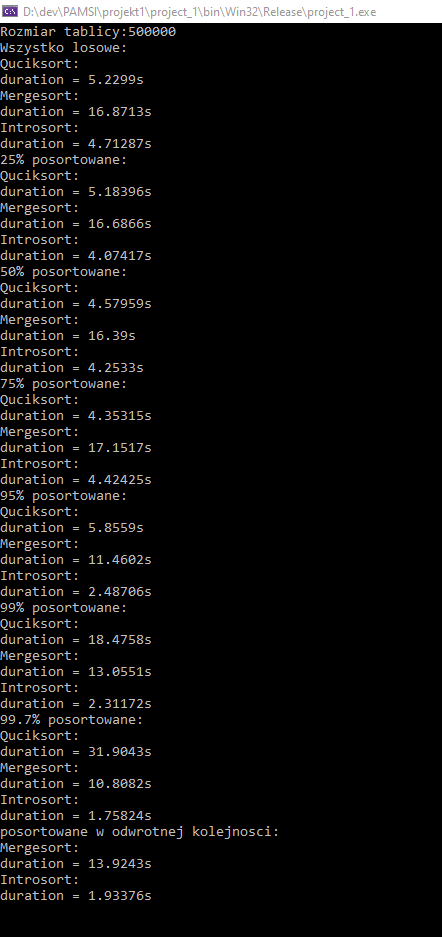 D:\dev\PAMSI\projekt1\project_1\bin\Win32\Release\project_1.exe
Rozmiar tablicy:500000
Wszystko losowe:
Quciksort:
duration = 5.2299s
Mergesort:
duration = 16.8713s
Introsort:
duration = 4.71287s
25% posortowane:
Quciksort:
duration = 5.18396s
Mergesort:
duration = 16.6866s
Introsort:
duration = 4.07417s
50% posortowane:
Quciksort:
duration = 4.57959s
Mergesort:
duration = 16.39s
Introsort:
duration = 4.2533s
75% posortowane:
Quciksort:
duration = 4.35315s
Mergesort:
duration = 17.1517s
Introsort:
duration = 4.42425s
95% posortowane:
Quciksort:
duration = 5.8559s
Mergesort:
duration = 11.4602s
Introsort:
duration = 2.48706s
99% posortowane:
Quciksort:
duration = 18.4758s
Mergesort:
duration = 13.0551s
Introsort:
duration = 2.31172s
99.7% posortowane:
Quciksort:
duration = 31.9043s
Mergesort:
duration = 10.8082s
Introsort:
duration = 1.75824s
posortowane w odwrotnej kolejnosci:
Mergesort:
duration = 13.9243s
Introsort:
duration = 1.93376s